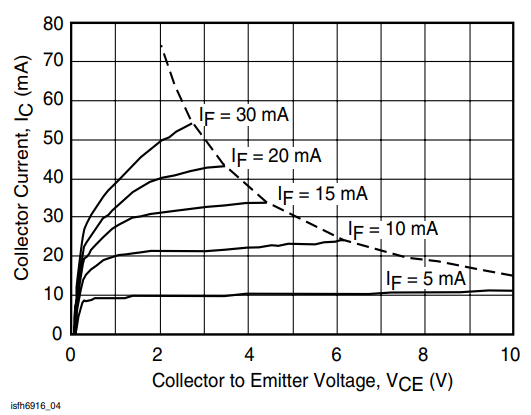 Collector Current, IC (mA)
80
70
60
50
40
30
20
10
0
IF = 30 mA
IF = 20 mA
IF = 15 mA
IF = 10 mA
IF = 5 mA
0 2 4 6 8 10
Collector to Emitter Voltage, VCE (V)
isfh6916_04